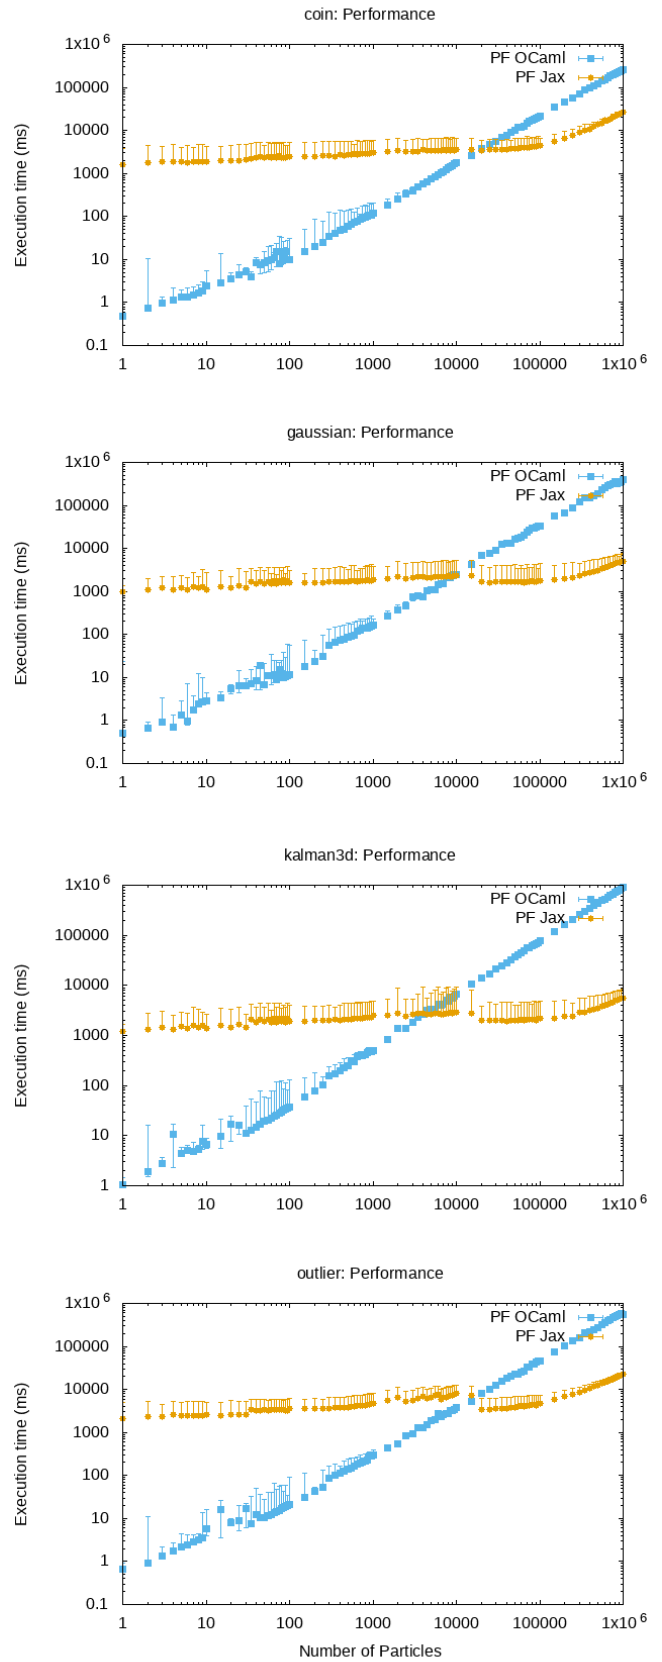 coin: Performance
1x10^6
100000
10000
1000
100
10
1
0.1
Execution time (ms)
PF OCaml
PF Jax
1 10 100 1000 10000 100000 1x10^6
gaussian: Performance
1x10^6
100000
10000
1000
100
10
1
0.1
Execution time (ms)
PF OCaml
PF Jax
1 10 100 1000 10000 100000 1x10^6
kalman3d: Performance
1x10^6
100000
10000
1000
100
10
1
Execution time (ms)
PF OCaml
PF Jax
1 10 100 1000 10000 100000 1x10^6
outlier: Performance
1x10^6
100000
10000
1000
100
10
1
0.1
Execution time (ms)
PF OCaml
PF Jax
1 10 100 1000 10000 100000 1x10^6
Number of Particles